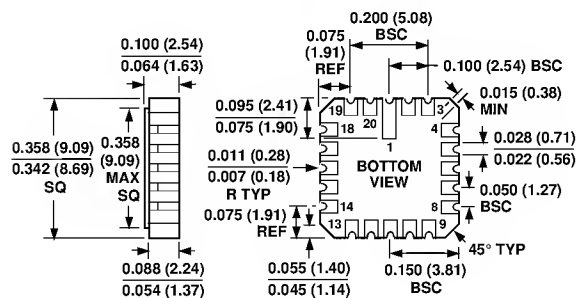 0.200 (5.08)
BSC
0.075
(1.91)
REF
0.100 (2.54)
0.064 (1.63)
0.100 (2.54) BSC
0.015 (0.38)
MIN
0.095 (2.41)
0.075 (1.90)
19
20
3
18
4
1
0.358 (9.09)
0.342 (8.69)
SQ
0.358
(9.09)
MAX
SQ
0.011 (0.28)
0.007 (0.18)
R TYP
0.028 (0.71)
0.022 (0.56)
BOTTOM
VIEW
0.050 (1.27)
BSC
0.075 (1.91)
REF
14
8
13
9
45° TYP
0.088 (2.24)
0.054 (1.37)
0.055 (1.40)
0.045 (1.14)
0.150 (3.81)
BSC